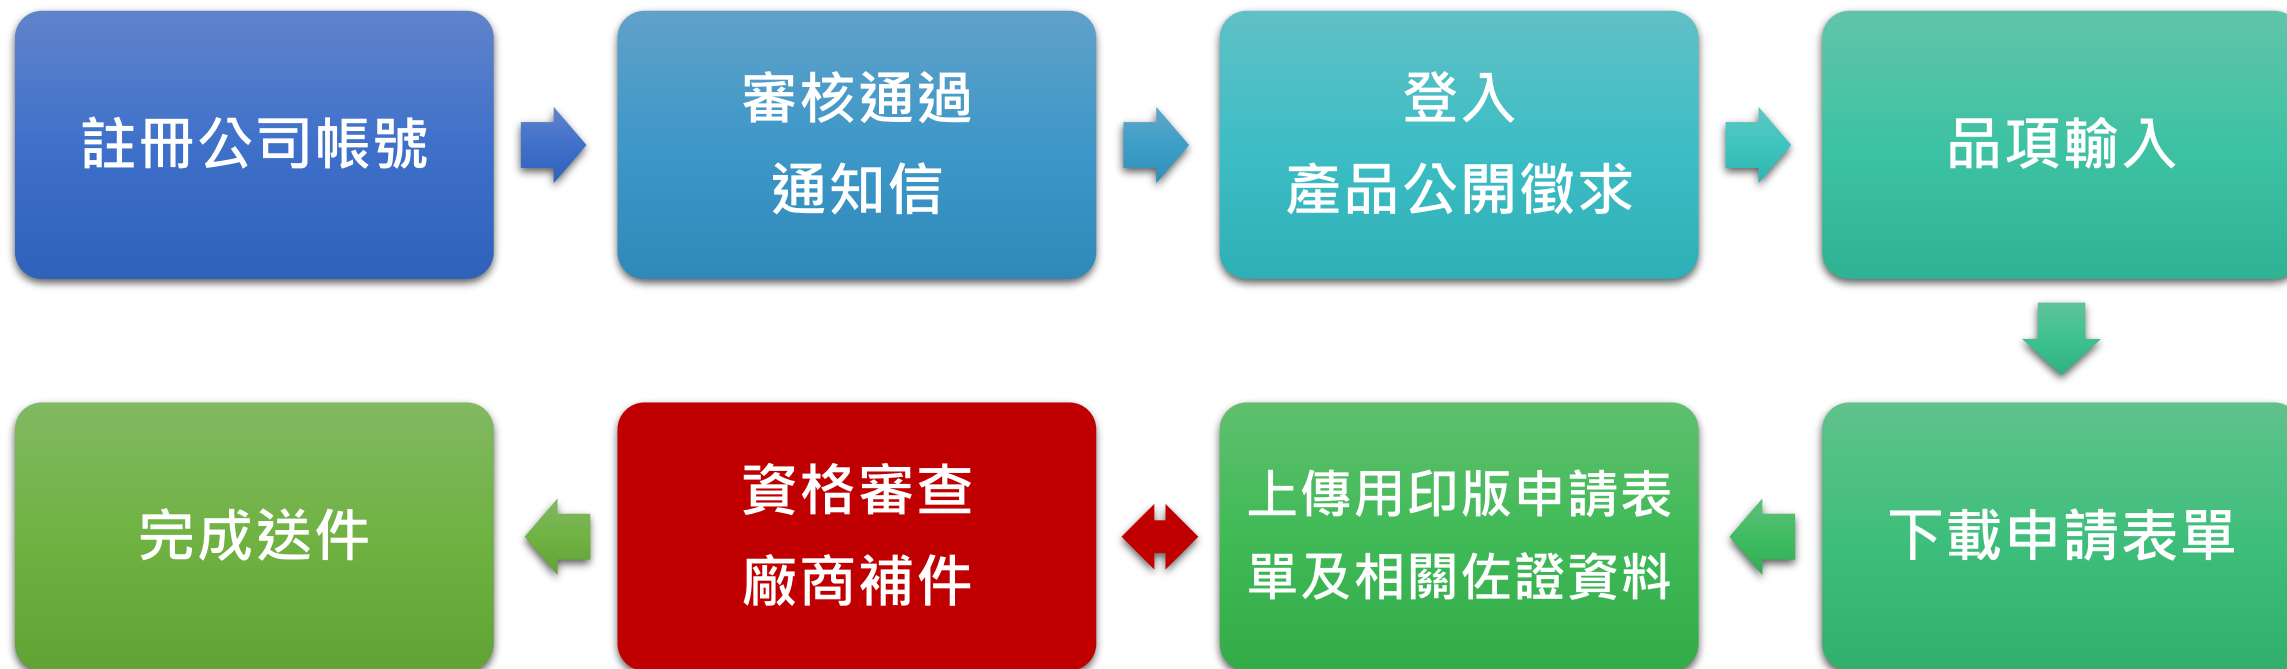 註冊公司帳號
審核通過
通知信
登入
產品公開徵求
品項輸入
下載申請表單
上傳用印版申請表
單及相關佐證資料
資格審查
廠商補件
完成送件